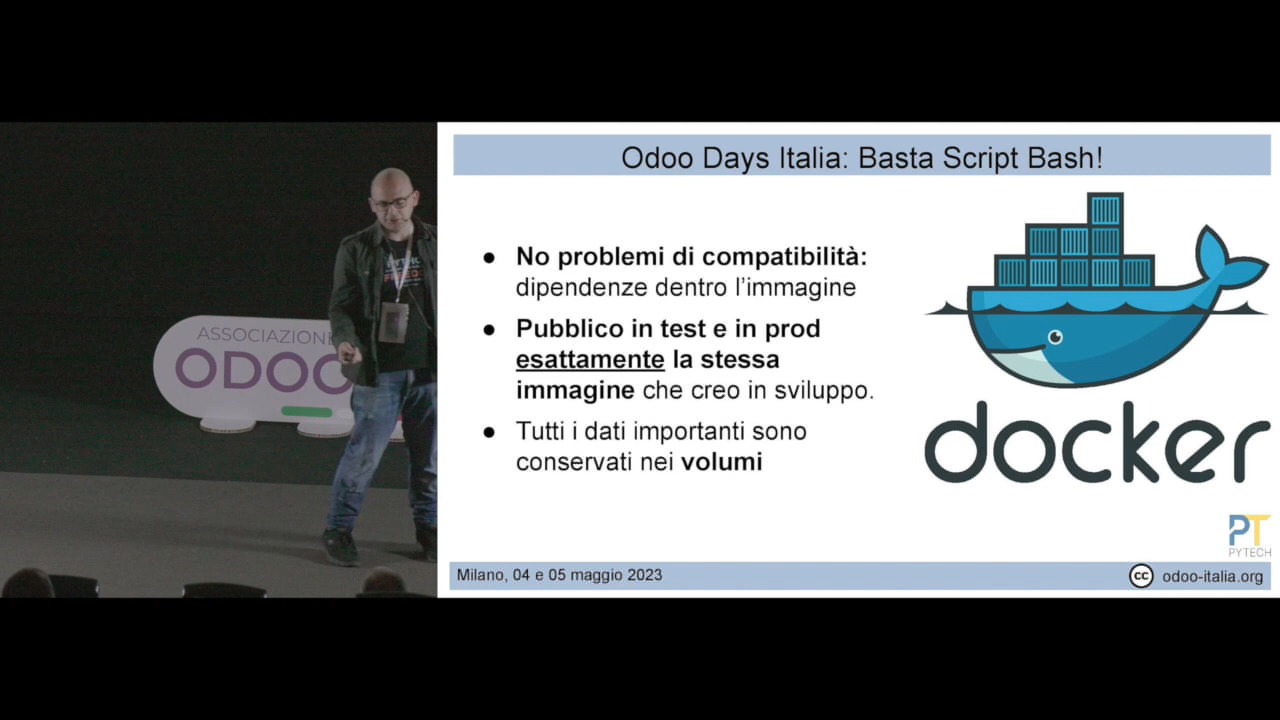 Odoo Days Italia: Basta Script Bash!
● No problemi di compatibilità:
dipendenze dentro l'immagine
● Pubblico in test e in prod
esattamente la stessa
immagine che creo in sviluppo.
● Tutti i dati importanti sono
conservati nei volumi
docker
PT
PYTECH
Milano, 04 e 05 maggio 2023
cc odoo-italia.org
ASSOCIAZIONE
ODOO